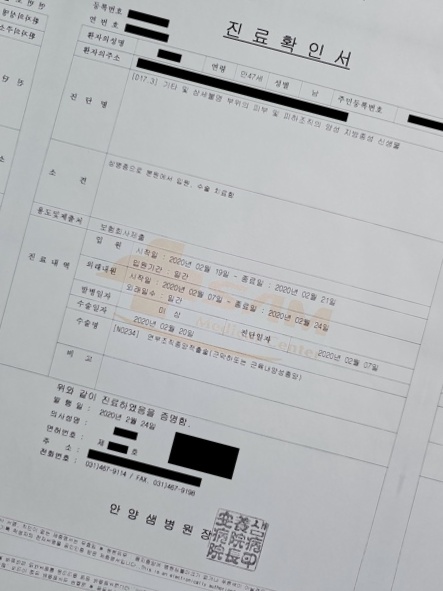 진료확인서
등록번호
연 번 호
환자의성명 연령 만47세 성별 남 주민등록번호
환자의주소
진 단 명 [D17.3] 기타 및 상세불명 부위의 피부 및 피하조직의 양성 지방종성 신생물
소 견 상병증으로 본원에서 입원, 수술 치료함
용도및제출처 보험회사제출
진료내역
입 원 시작일 : 2020년 02월 19일 - 종료일 : 2020년 02월 21일
입원기간 : 일간
외래내원 시작일 : 2020년 02월 07일 - 종료일 : 2020년 02월 24일
외래일수 : 일간
발병일자 미 상 진단일자 2020년 02월 07일
수술일자 2020년 02월 20일
수술명 [N0234] 연부조직종양적출술(근막하또는 근육내양성종양)
비 고
SAM
Medical Center
위와 같이 진료하였음을 증명함.
발 행 일 : 2020년 2월 24일
의사성명 :
면허번호 : 제 호
주 소 :
전화번호 : 031)467-9114 / FAX. 031)467-9198
안양샘병원장